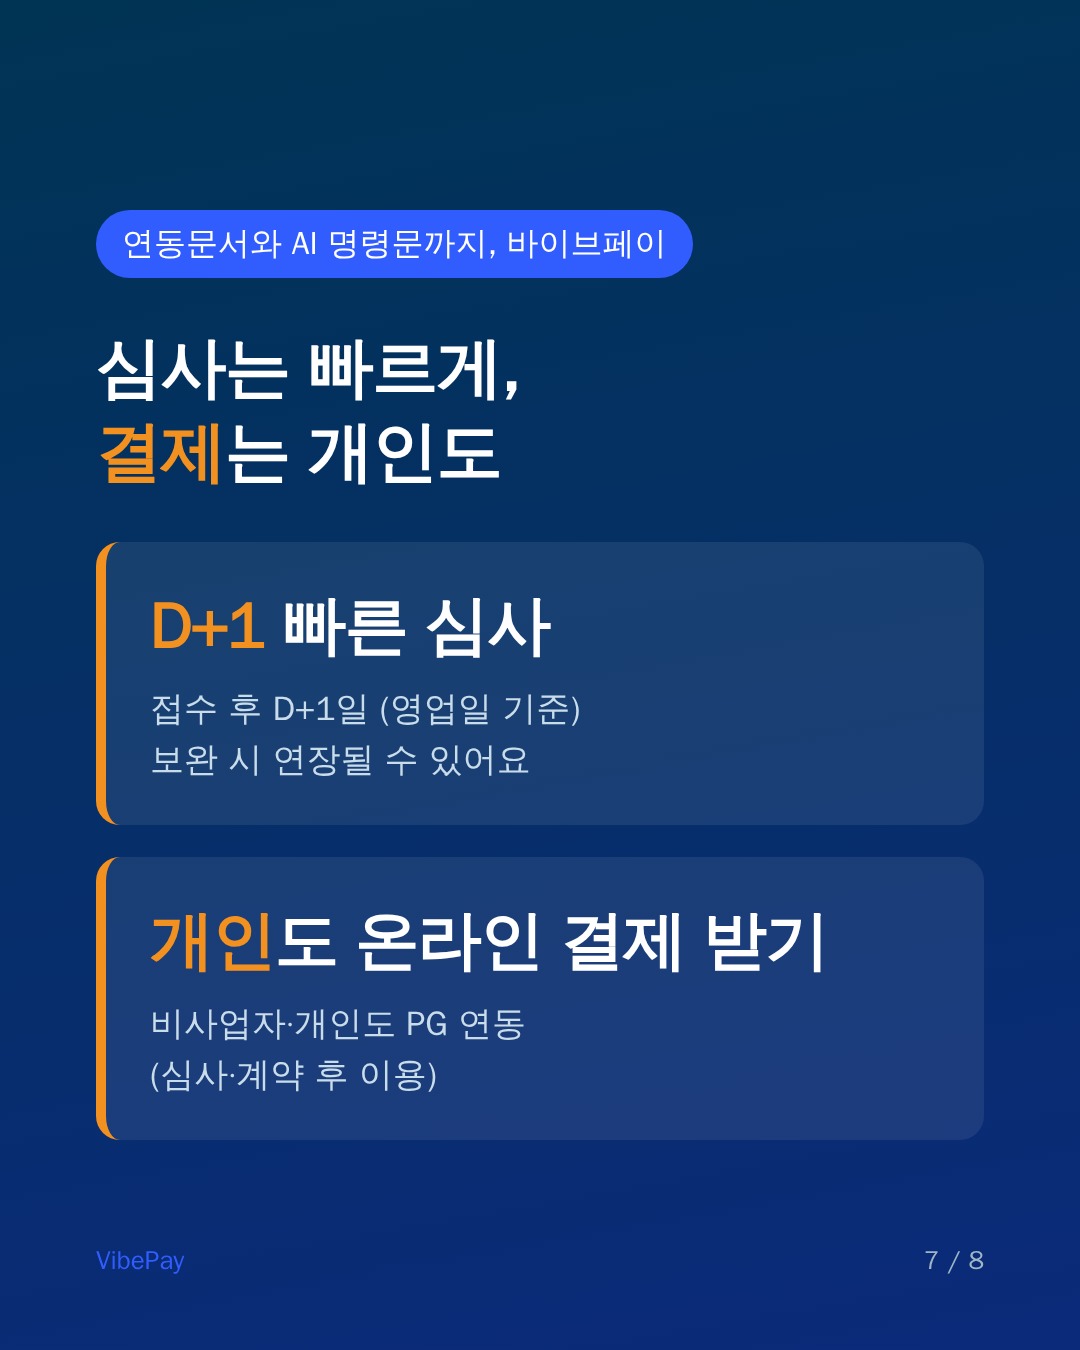 연동문서와 AI 명령문까지, 바이브페이
심사는 빠르게,
결제는 개인도
D+1 빠른 심사
접수 후 D+1일 (영업일 기준)
보완 시 연장될 수 있어요
개인도 온라인 결제 받기
비사업자·개인도 PG 연동
(심사·계약 후 이용)
VibePay
7 / 8